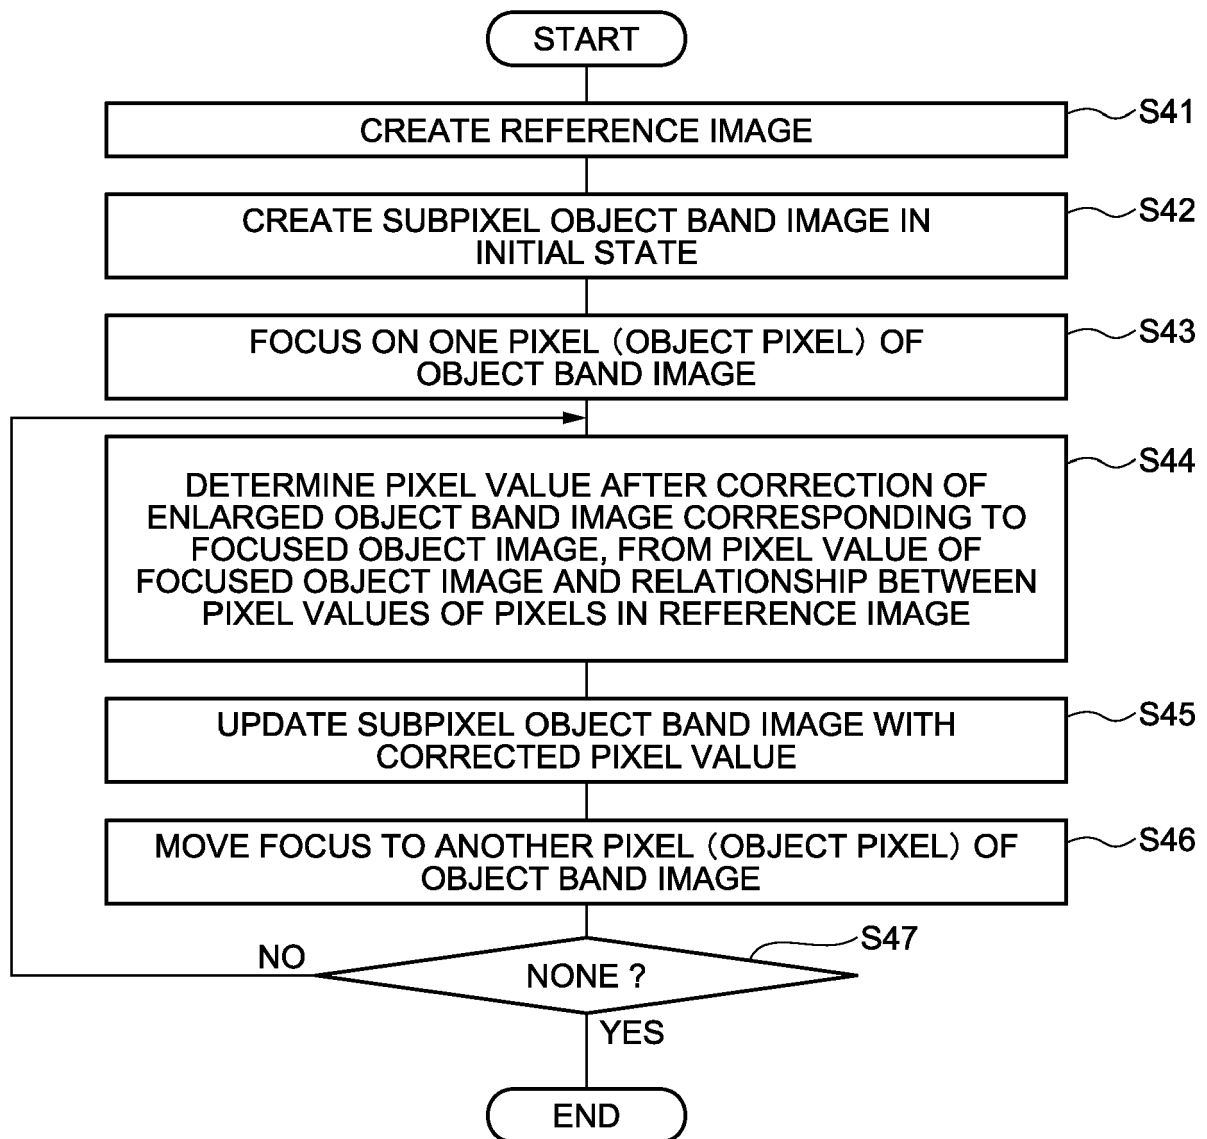 START
CREATE REFERENCE IMAGE
S41
CREATE SUBPIXEL OBJECT BAND IMAGE IN
INITIAL STATE
S42
FOCUS ON ONE PIXEL (OBJECT PIXEL) OF
OBJECT BAND IMAGE
S43
DETERMINE PIXEL VALUE AFTER CORRECTION OF
ENLARGED OBJECT BAND IMAGE CORRESPONDING TO
FOCUSED OBJECT IMAGE, FROM PIXEL VALUE OF
FOCUSED OBJECT IMAGE AND RELATIONSHIP BETWEEN
PIXEL VALUES OF PIXELS IN REFERENCE IMAGE
S44
UPDATE SUBPIXEL OBJECT BAND IMAGE WITH
CORRECTED PIXEL VALUE
S45
MOVE FOCUS TO ANOTHER PIXEL (OBJECT PIXEL) OF
OBJECT BAND IMAGE
S46
NONE ?
S47
NO
YES
END